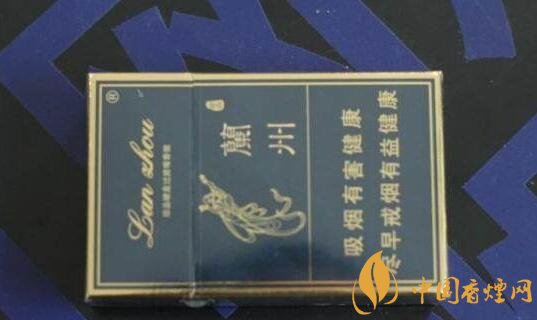 Lan zhou
®
蘭州
吸烟有害健康
尽早戒烟有益健康
中国香烟网